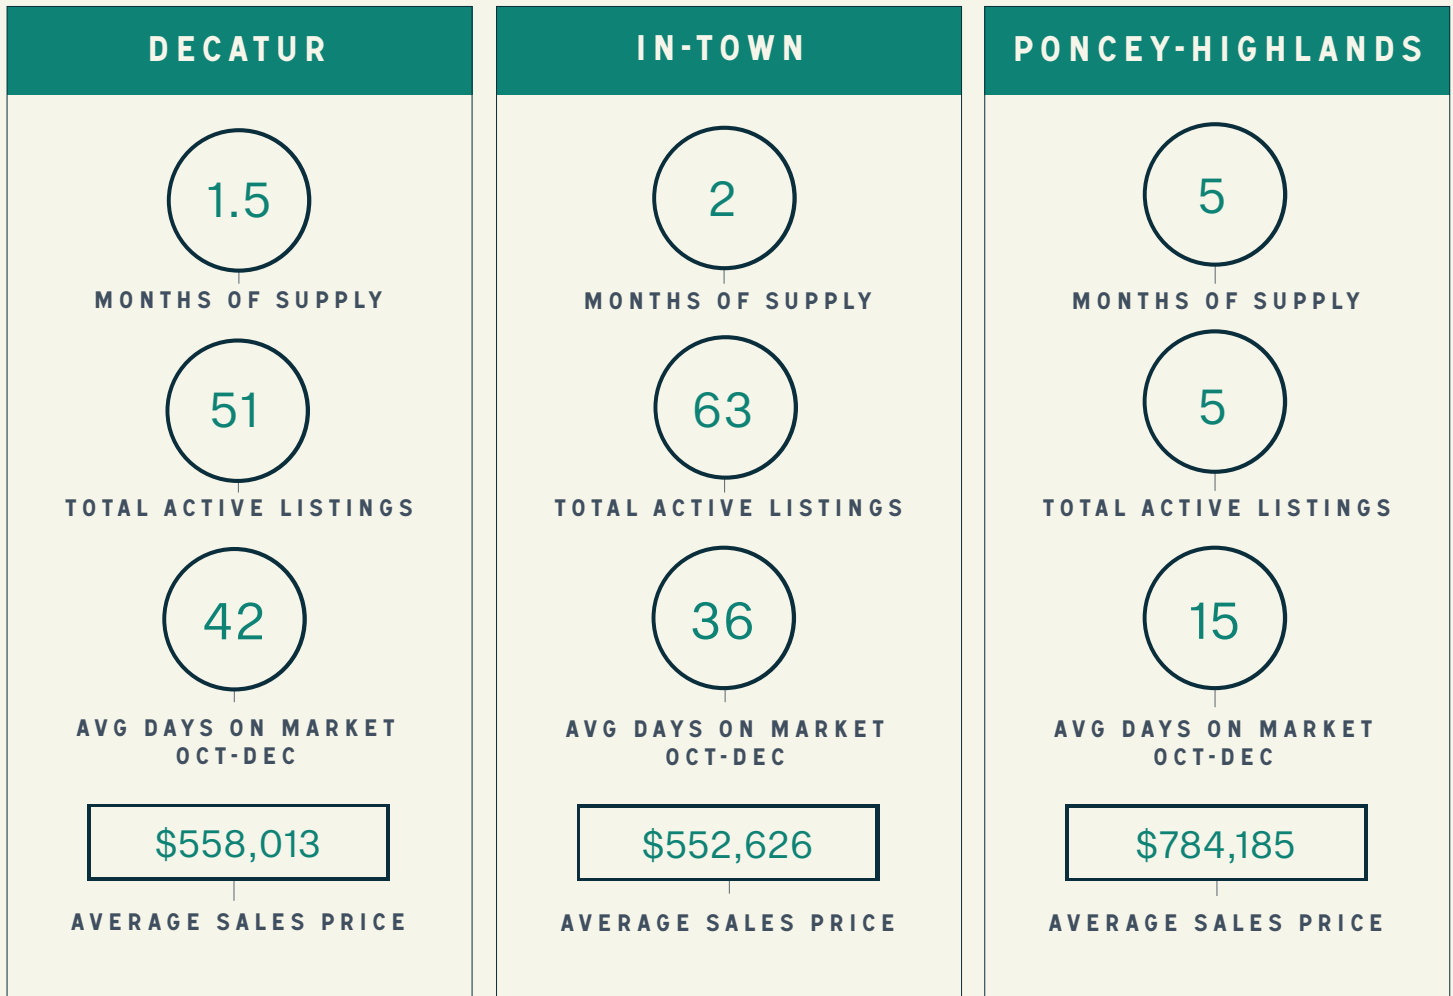 DECATUR
1.5
MONTHS OF SUPPLY
51
TOTAL ACTIVE LISTINGS
42
AVG DAYS ON MARKET
OCT-DEC
$558,013
AVERAGE SALES PRICE
IN-TOWN
2
MONTHS OF SUPPLY
63
TOTAL ACTIVE LISTINGS
36
AVG DAYS ON MARKET
OCT-DEC
$552,626
AVERAGE SALES PRICE
PONCEY-HIGHLANDS
5
MONTHS OF SUPPLY
5
TOTAL ACTIVE LISTINGS
15
AVG DAYS ON MARKET
OCT-DEC
$784,185
AVERAGE SALES PRICE